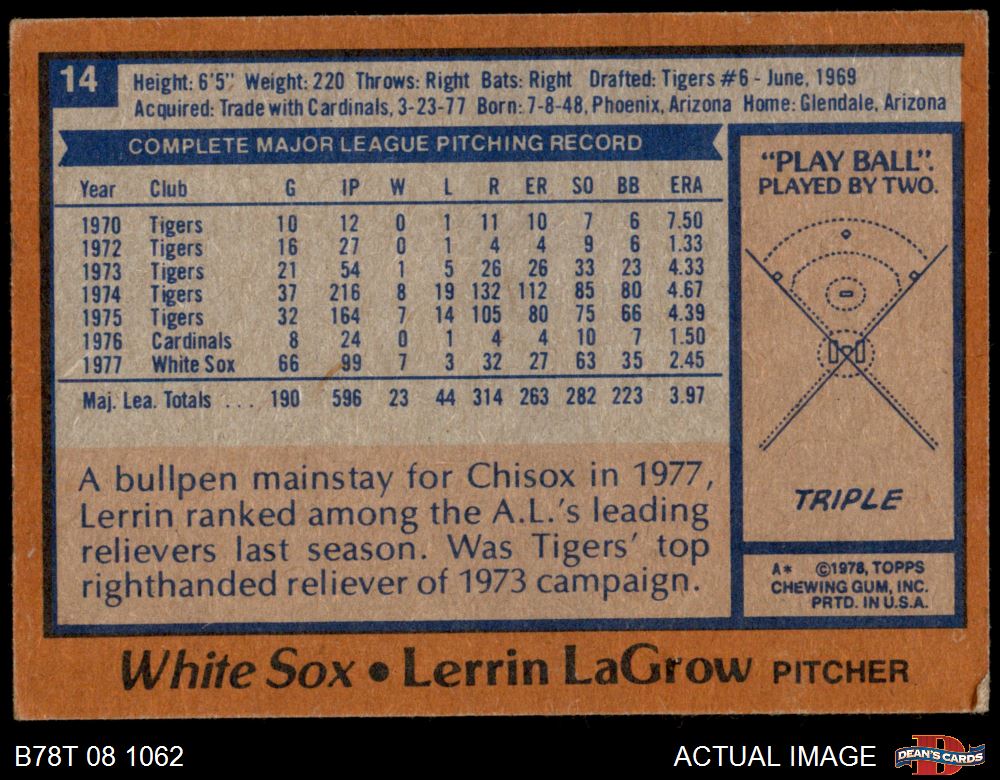 14
Height: 6'5" Weight: 220 Throws: Right Bats: Right Drafted: Tigers #6 - June, 1969
Acquired: Trade with Cardinals, 3-23-77 Born: 7-8-48, Phoenix, Arizona Home: Glendale, Arizona
COMPLETE MAJOR LEAGUE PITCHING RECORD
Year Club G IP W L R ER SO BB ERA
1970 Tigers 10 12 0 1 11 10 7 6 7.50
1972 Tigers 16 27 0 1 4 4 9 6 1.33
1973 Tigers 21 54 1 5 26 26 33 23 4.33
1974 Tigers 37 216 8 19 132 112 85 80 4.67
1975 Tigers 32 164 7 14 105 80 75 66 4.39
1976 Cardinals 8 24 0 1 4 4 10 7 1.50
1977 White Sox 66 99 7 3 32 27 63 35 2.45
Maj. Lea. Totals . . . 190 596 23 44 314 263 282 223 3.97
A bullpen mainstay for Chisox in 1977,
Lerrin ranked among the A.L.'s leading
relievers last season. Was Tigers' top
righthanded reliever of 1973 campaign.
"PLAY BALL".
PLAYED BY TWO.
TRIPLE
A* ©1978, TOPPS
CHEWING GUM, INC.
PRTD. IN U.S.A.
White Sox • Lerrin LaGrow PITCHER
B78T 08 1062
ACTUAL IMAGE
D
DEAN'S CARDS